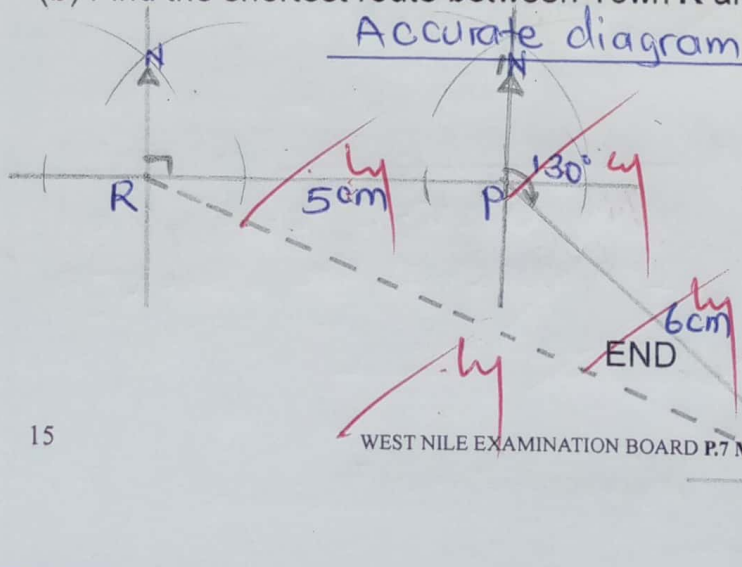 Accurate diagram
N
N
130°
R
5cm
P
6cm
END
15
WEST NILE EXAMINATION BOARD P.7